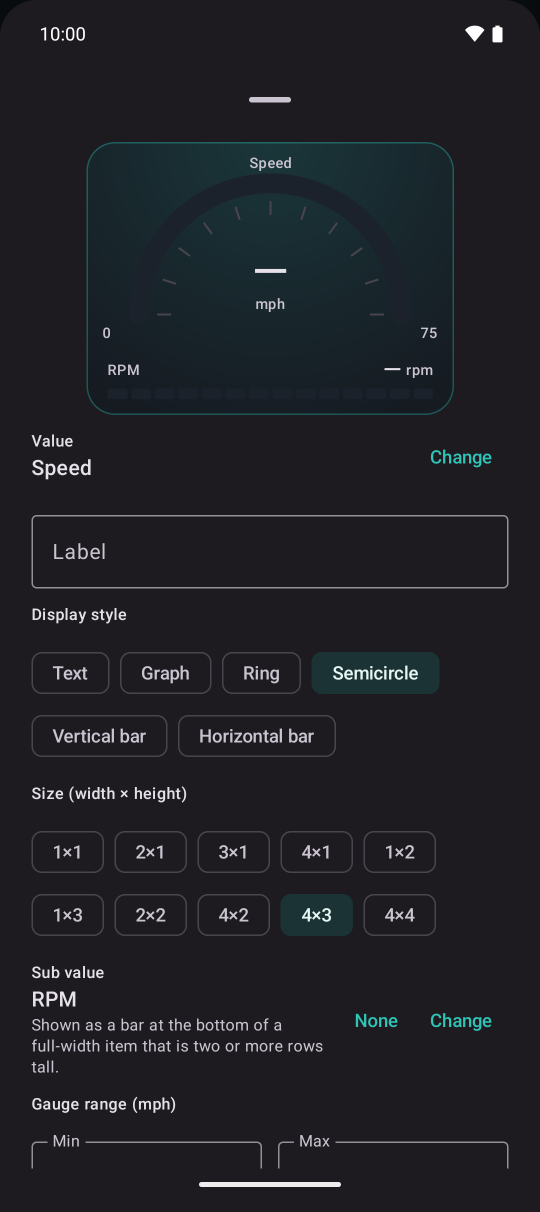 10:00
Speed
mph
0
75
RPM
rpm
Value
Speed
Change
Label
Display style
Text
Graph
Ring
Semicircle
Vertical bar
Horizontal bar
Size (width × height)
1×1
2×1
3×1
4×1
1×2
1×3
2×2
4×2
4×3
4×4
Sub value
RPM
Shown as a bar at the bottom of a
full-width item that is two or more rows
tall.
None
Change
Gauge range (mph)
Min
Max